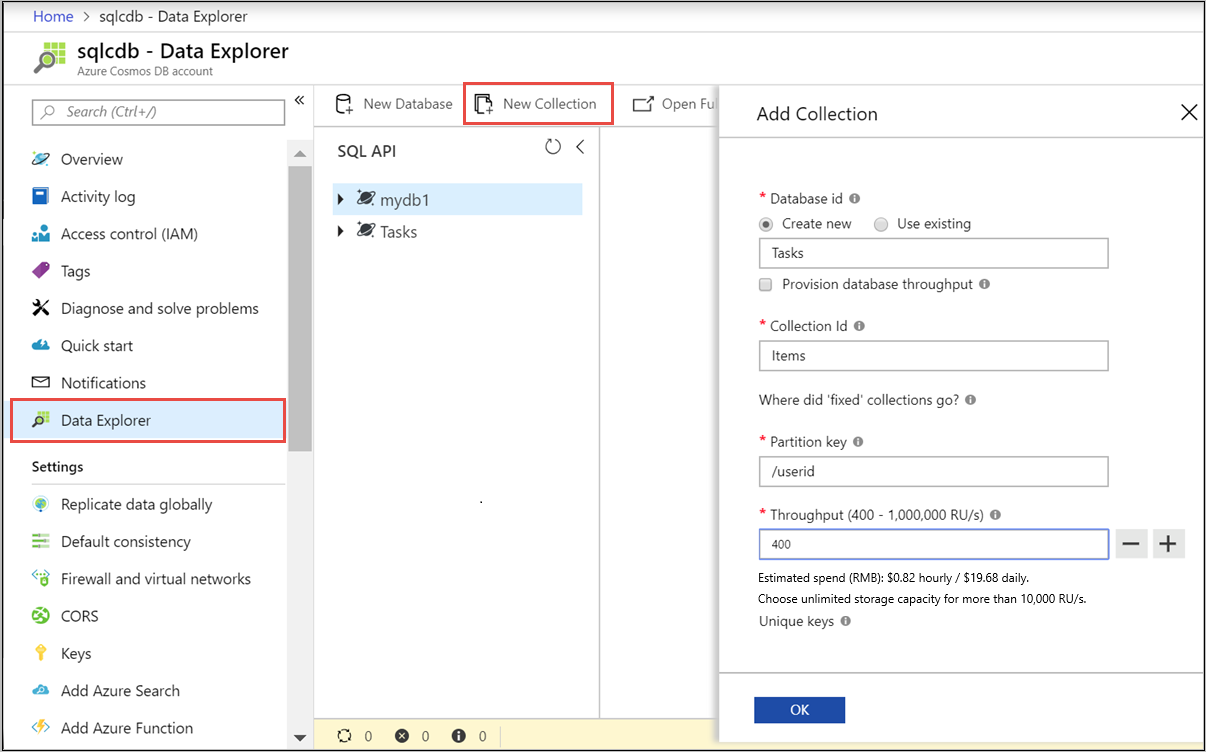 Home > sqlcdb - Data Explorer
sqlcdb - Data Explorer
Azure Cosmos DB account
Search (Ctrl+/)
Overview
Activity log
Access control (IAM)
Tags
Diagnose and solve problems
Quick start
Notifications
Data Explorer
Settings
Replicate data globally
Default consistency
Firewall and virtual networks
CORS
Keys
Add Azure Search
Add Azure Function
New Database
New Collection
Open Ful
SQL API
mydb1
Tasks
0 0 0
Add Collection
* Database id
Create new Use existing
Tasks
Provision database throughput
* Collection Id
Items
Where did 'fixed' collections go?
* Partition key
/userid
* Throughput (400 - 1,000,000 RU/s)
400
Estimated spend (RMB): $0.82 hourly / $19.68 daily.
Choose unlimited storage capacity for more than 10,000 RU/s.
Unique keys
OK